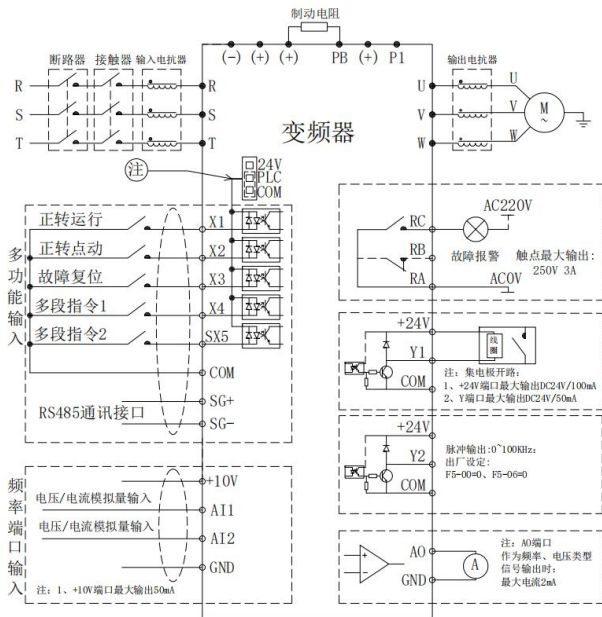 制动电阻
(-) (+) (+) PB (+) P1
断路器 接触器 输入电抗器
R R
S S
T T
变频器
输出电抗器
U U
V V
W W
M
~
注
24V
PLC
COM
多功能输入
正转运行 X1
正转点动 X2
故障复位 X3
多段指令1 X4
多段指令2 SX5
COM
RS485通讯接口
SG+
SG-
频率端口输入
+10V
电压/电流模拟量输入 AI1
电压/电流模拟量输入 AI2
GND
注: 1、+10V端口最大输出50mA
AC220V
RC
RB
故障报警 触点最大输出:
250V 3A
RA
AC0V
+24V
Y1
线圈
COM
注: 集电极开路:
1、+24V端口最大输出DC24V/100mA
2、Y端口最大输出DC24V/50mA
+24V
Y2
COM
脉冲输出:0~100KHz;
出厂设定:
F5-00=0、F5-06=0
AO
GND
A
注: AO端口
作为频率、电压类型
信号输出时:
最大电流2mA